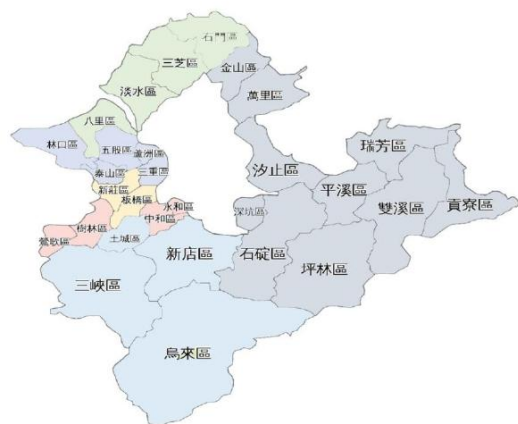 石門區
三芝區
金山區
淡水區
萬里區
八里區
林口區
五股區
蘆洲區
汐止區
瑞芳區
泰山區
三重區
新莊區
平溪區
板橋區
永和區
深坑區
雙溪區
貢寮區
樹林區
中和區
鶯歌區
土城區
新店區
石碇區
坪林區
三峽區
烏來區